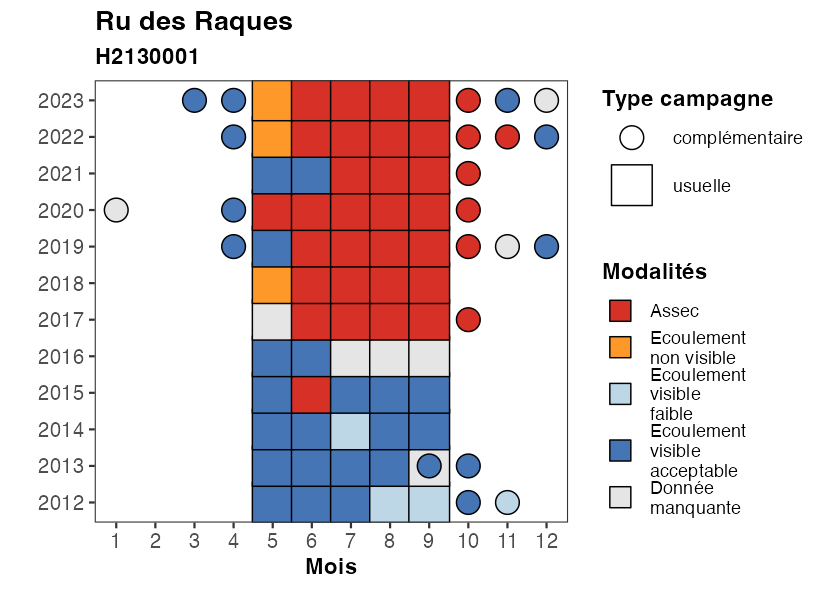 Ru des Raques
H2130001
2023
2022
2021
2020
2019
2018
2017
2016
2015
2014
2013
2012
1 2 3 4 5 6 7 8 9 10 11 12
Mois
Type campagne
complémentaire
usuelle
Modalités
Assec
Ecoulement
non visible
Ecoulement
visible
faible
Ecoulement
visible
acceptable
Donnée
manquante